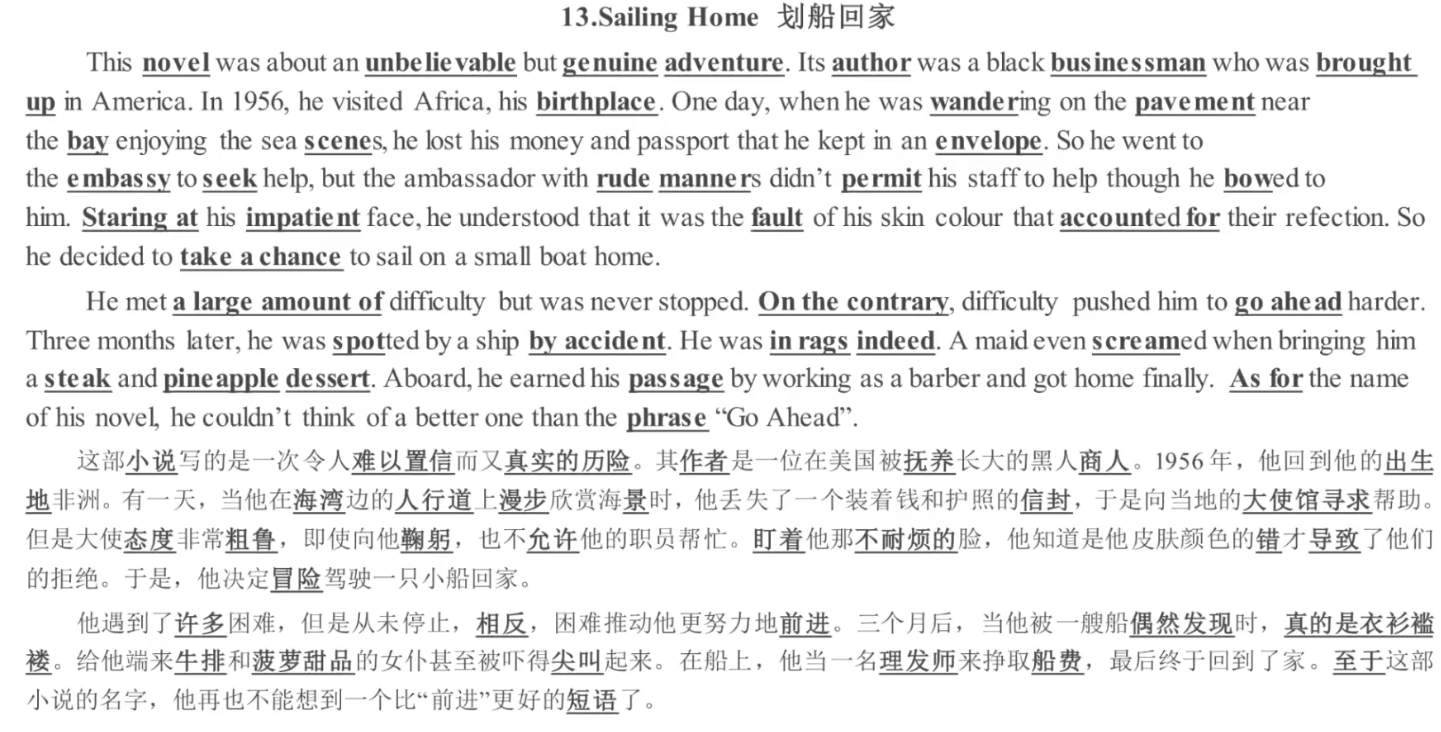 13.Sailing Home 划船回家
This novel was about an unbelievable but genuine adventure. Its author was a black businessman who was brought
up in America. In 1956, he visited Africa, his birthplace. One day, when he was wandering on the pavement near
the bay enjoying the sea scenes, he lost his money and passport that he kept in an envelope. So he went to
the embassy to seek help, but the ambassador with rude manners didn't permit his staff to help though he bowed to
him. Staring at his impatient face, he understood that it was the fault of his skin colour that accounted for their refection. So
he decided to take a chance to sail on a small boat home.
He met a large amount of difficulty but was never stopped. On the contrary, difficulty pushed him to go ahead harder.
Three months later, he was spotted by a ship by accident. He was in rags indeed. A maid even screamed when bringing him
a steak and pineapple dessert. Aboard, he earned his passage by working as a barber and got home finally. As for the name
of his novel, he couldn't think of a better one than the phrase “Go Ahead”.
这部小说写的是一次令人难以置信而又真实的历险。其作者是一位在美国被抚养长大的黑人商人。1956年，他回到他的出生
地非洲。有一天，当他在海湾边的人行道上漫步欣赏海景时，他丢失了一个装着钱和护照的信封，于是向当地的大使馆寻求帮助。
但是大使态度非常粗鲁，即使向他鞠躬，也不允许他的职员帮忙。盯着他那不耐烦的脸，他知道是他皮肤颜色的错才导致了他们
的拒绝。于是，他决定冒险驾驶一只小船回家。
他遇到了许多困难，但是从未停止，相反，困难推动他更努力地前进。三个月后，当他被一艘船偶然发现时，真的是衣衫褴
褛。给他端来牛排和菠萝甜品的女仆甚至被吓得尖叫起来。在船上，他当一名理发师来挣取船费，最后终于回到了家。至于这部
小说的名字，他再也不能想到一个比“前进”更好的短语了。